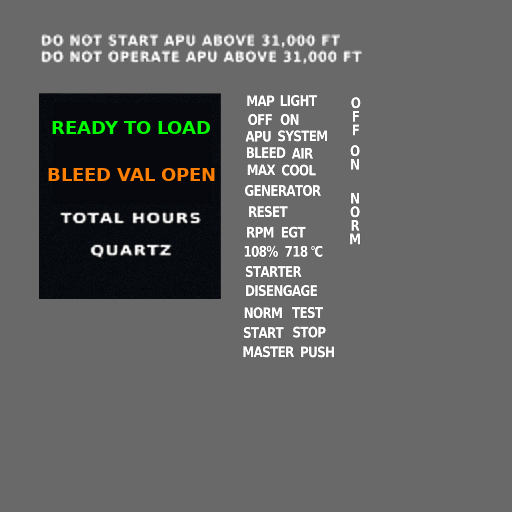 DO NOT START APU ABOVE 31,000 FT
DO NOT OPERATE APU ABOVE 31,000 FT
READY TO LOAD
BLEED VAL OPEN
TOTAL HOURS
QUARTZ
MAP LIGHT
OFF ON
APU SYSTEM
BLEED AIR
MAX COOL
GENERATOR
RESET
RPM EGT
108% 718 °C
STARTER
DISENGAGE
NORM TEST
START STOP
MASTER PUSH
OFF
ON
NORM